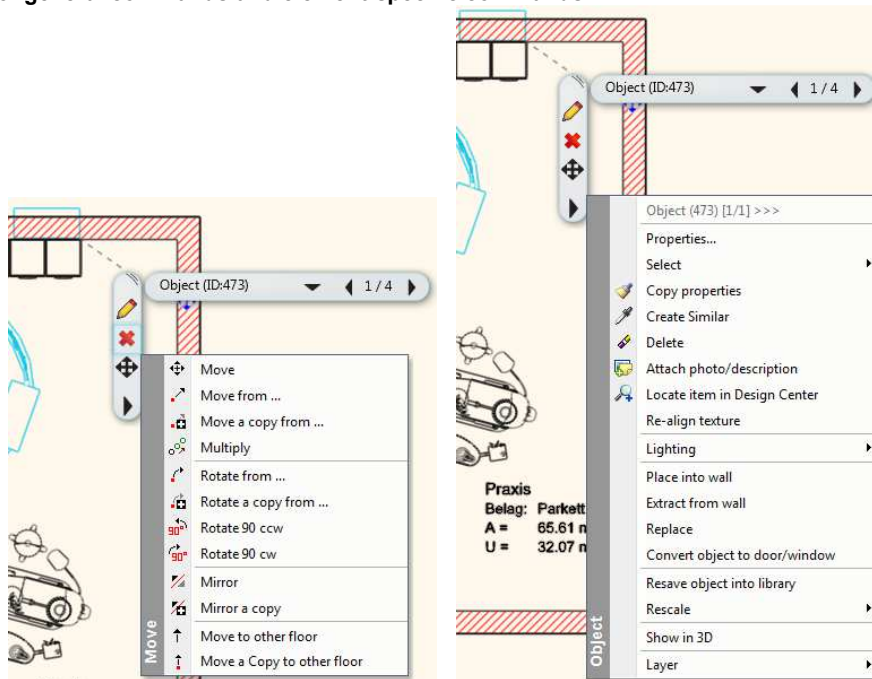 Object (ID:473) 1 / 4
Move
Move from ...
Move a copy from ...
Multiply
Rotate from ...
Rotate a copy from ...
90° Rotate 90 ccw
90° Rotate 90 cw
Mirror
Mirror a copy
Move to other floor
Move a Copy to other floor
Move
Object (ID:473) 1 / 4
Object (473) [1/1] >>>
Properties...
Select
Copy properties
Create Similar
Delete
Attach photo/description
Locate item in Design Center
Re-align texture
Lighting
Place into wall
Extract from wall
Replace
Convert object to door/window
Resave object into library
Rescale
Show in 3D
Layer
Object
Praxis
Belag: Parkett
A = 65.61
U = 32.07